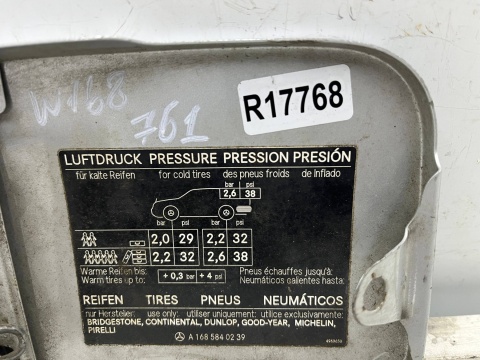 W168
761
R17768
LUFTDRUCK PRESSURE PRESSION PRESIÓN
für kalte Reifen for cold tires des pneus froids de inflado
bar psi
2,6 38
bar psi bar psi
2,0 29 2,2 32
2,2 32 2,6 38
Warme Reifen bis: + 0,3 bar + 4 psi Pneus échauffes jusqu'à:
Warm tires up to: Neumáticos calientes hasta:
REIFEN TIRES PNEUS NEUMÁTICOS
nur Hersteller: use only: utiliser uniquement: utilice exclusivamente:
BRIDGESTONE, CONTINENTAL, DUNLOP, GOOD-YEAR, MICHELIN,
PIRELLI
A 168 584 02 39